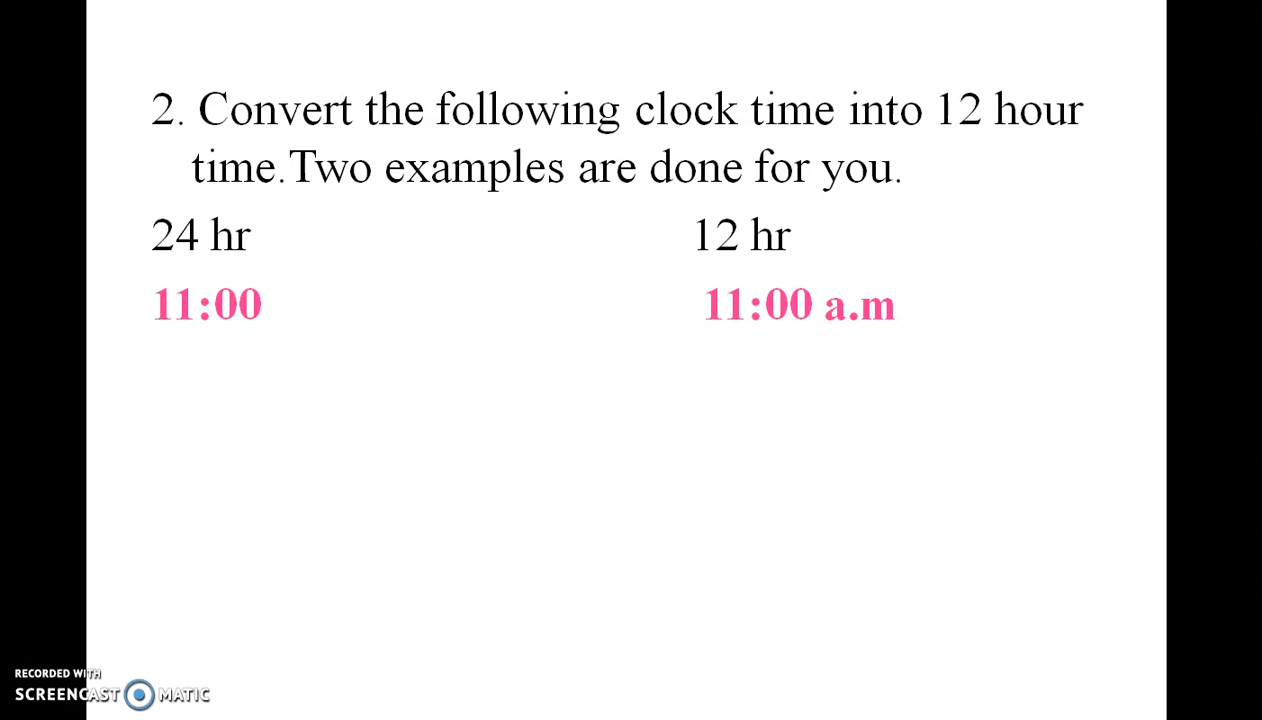 2. Convert the following clock time into 12 hour
time.Two examples are done for you.
24 hr 12 hr
11:00 11:00 a.m
RECORDED WITH
SCREENCAST MATIC